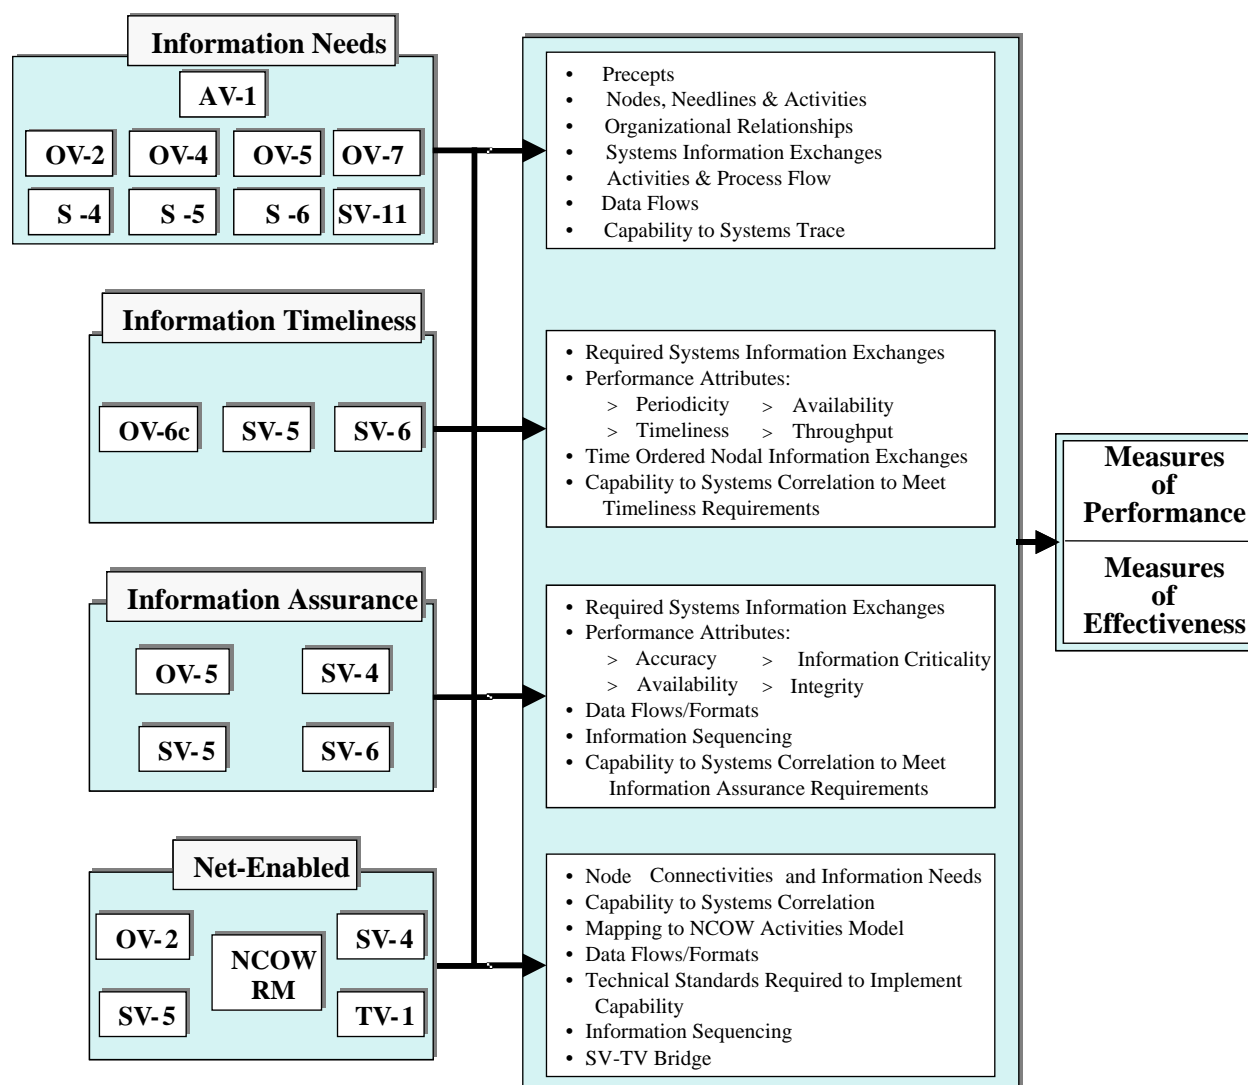 Information Needs
AV-1
OV-2 OV-4 OV-5 OV-7
S -4 S -5 S -6 SV-11
• Precepts
• Nodes, Needlines & Activities
• Organizational Relationships
• Systems Information Exchanges
• Activities & Process Flow
• Data Flows
• Capability to Systems Trace
Information Timeliness
OV-6c SV-5 SV-6
• Required Systems Information Exchanges
• Performance Attributes:
> Periodicity > Availability
> Timeliness > Throughput
• Time Ordered Nodal Information Exchanges
• Capability to Systems Correlation to Meet
Timeliness Requirements
Information Assurance
OV-5 SV-4
SV-5 SV-6
• Required Systems Information Exchanges
• Performance Attributes:
> Accuracy > Information Criticality
> Availability > Integrity
• Data Flows/Formats
• Information Sequencing
• Capability to Systems Correlation to Meet
Information Assurance Requirements
Net-Enabled
OV-2 SV-4
NCOW
RM
SV-5 TV-1
• Node Connectivities and Information Needs
• Capability to Systems Correlation
• Mapping to NCOW Activities Model
• Data Flows/Formats
• Technical Standards Required to Implement
Capability
• Information Sequencing
• SV-TV Bridge
Measures
of
Performance
Measures
of
Effectiveness